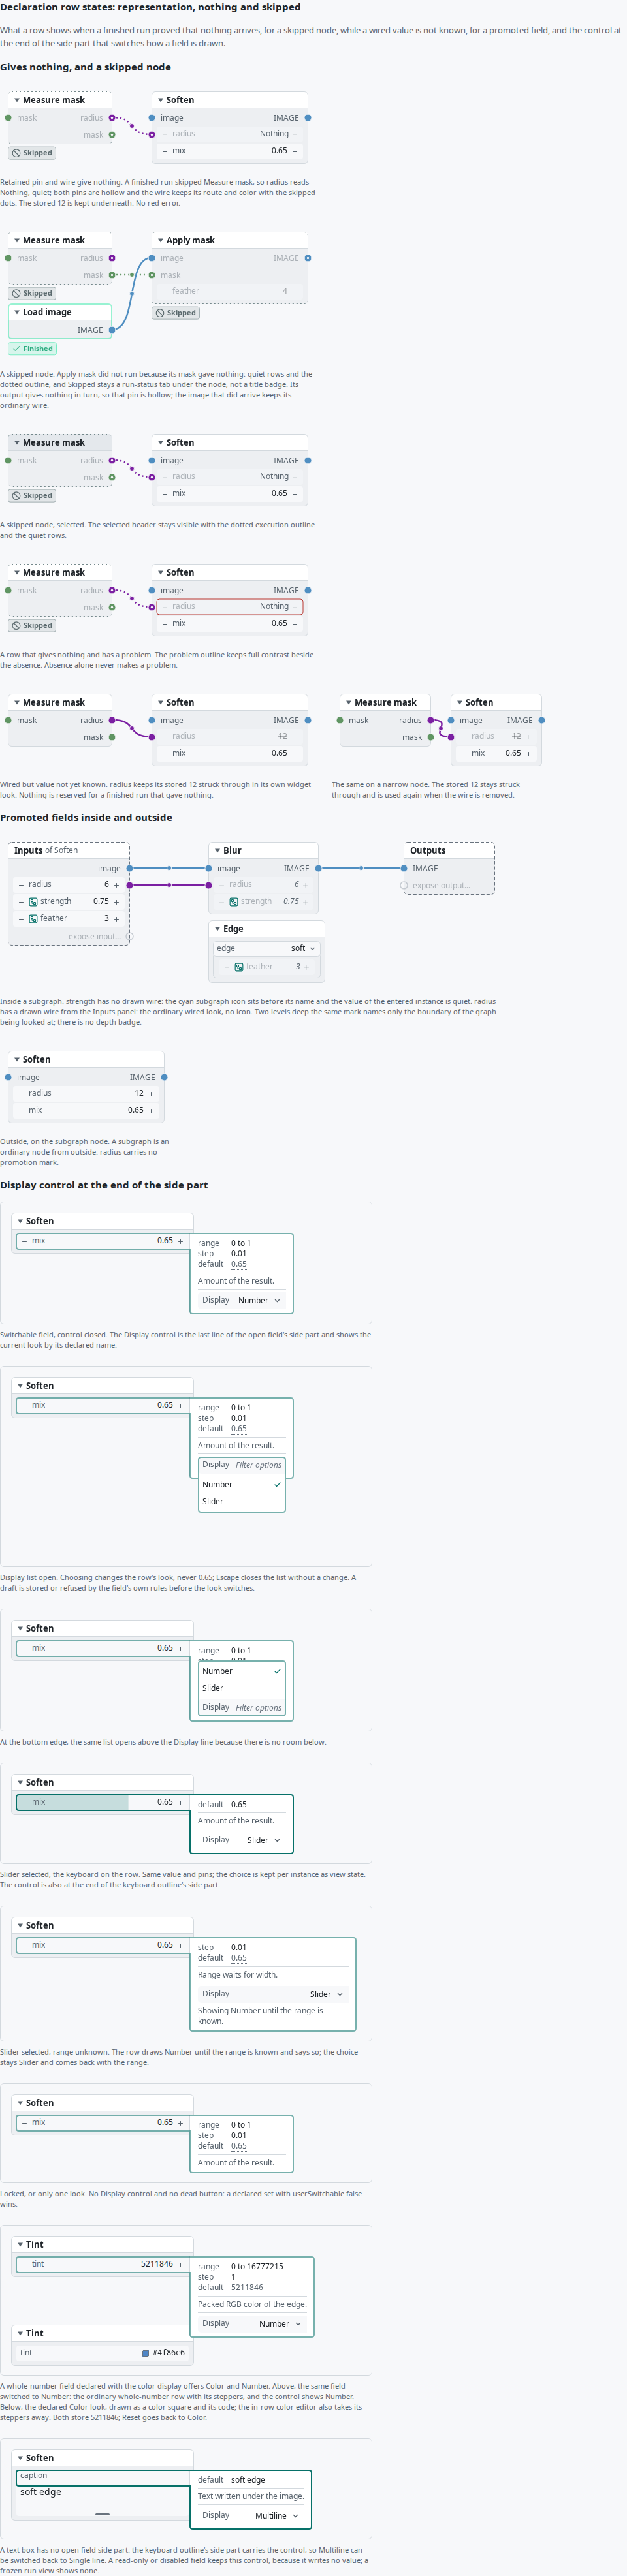 Declaration row states: representation, nothing and skipped
What a row shows when a finished run proved that nothing arrives, for a skipped node, while a wired value is not known, for a promoted field, and the control at
the end of the side part that switches how a field is drawn.
Gives nothing, and a skipped node
Measure mask
mask radius
mask
Skipped
Soften
image IMAGE
− radius Nothing +
− mix 0.65 +
Retained pin and wire give nothing. A finished run skipped Measure mask, so radius reads
Nothing, quiet; both pins are hollow and the wire keeps its route and color with the skipped
dots. The stored 12 is kept underneath. No red error.
Measure mask
mask radius
mask
Skipped
Load image
IMAGE
Finished
Apply mask
image IMAGE
mask
− feather 4 +
Skipped
A skipped node. Apply mask did not run because its mask gave nothing: quiet rows and the
dotted outline, and Skipped stays a run-status tab under the node, not a title badge. Its
output gives nothing in turn, so that pin is hollow; the image that did arrive keeps its
ordinary wire.
Measure mask
mask radius
mask
Skipped
Soften
image IMAGE
− radius Nothing +
− mix 0.65 +
A skipped node, selected. The selected header stays visible with the dotted execution outline
and the quiet rows.
Measure mask
mask radius
mask
Skipped
Soften
image IMAGE
− radius Nothing +
− mix 0.65 +
A row that gives nothing and has a problem. The problem outline keeps full contrast beside
the absence. Absence alone never makes a problem.
Measure mask
mask radius
mask
Soften
image IMAGE
− radius 12 +
− mix 0.65 +
Wired but value not yet known. radius keeps its stored 12 struck through in its own widget
look. Nothing is reserved for a finished run that gave nothing.
Measure mask
mask radius
mask
Soften
image IMAGE
− radius 12 +
− mix 0.65 +
The same on a narrow node. The stored 12 stays struck
through and is used again when the wire is removed.
Promoted fields inside and outside
Inputs of Soften
image
− radius 6 +
− strength 0.75 +
− feather 3 +
expose input...
Blur
image IMAGE
− radius 6 +
− strength 0.75 +
Edge
edge soft
− feather 3 +
Outputs
IMAGE
expose output...
Inside a subgraph. strength has no drawn wire: the cyan subgraph icon sits before its name and the value of the entered instance is quiet. radius
has a drawn wire from the Inputs panel: the ordinary wired look, no icon. Two levels deep the same mark names only the boundary of the graph
being looked at; there is no depth badge.
Soften
image IMAGE
− radius 12 +
− mix 0.65 +
Outside, on the subgraph node. A subgraph is an
ordinary node from outside: radius carries no
promotion mark.
Display control at the end of the side part
Soften
− mix 0.65 +
range 0 to 1
step 0.01
default 0.65
Amount of the result.
Display Number
Switchable field, control closed. The Display control is the last line of the open field's side part and shows the
current look by its declared name.
Soften
− mix 0.65 +
range 0 to 1
step 0.01
default 0.65
Amount of the result.
Display Filter options
Number
Slider
Display list open. Choosing changes the row's look, never 0.65; Escape closes the list without a change. A
draft is stored or refused by the field's own rules before the look switches.
Soften
− mix 0.65 +
range 0 to 1
step 0.01
Number
Slider
Display Filter options
At the bottom edge, the same list opens above the Display line because there is no room below.
Soften
− mix 0.65 +
default 0.65
Amount of the result.
Display Slider
Slider selected, the keyboard on the row. Same value and pins; the choice is kept per instance as view state.
The control is also at the end of the keyboard outline's side part.
Soften
− mix 0.65 +
step 0.01
default 0.65
Range waits for width.
Display Slider
Showing Number until the range is
known.
Slider selected, range unknown. The row draws Number until the range is known and says so; the choice
stays Slider and comes back with the range.
Soften
− mix 0.65 +
range 0 to 1
step 0.01
default 0.65
Amount of the result.
Locked, or only one look. No Display control and no dead button: a declared set with userSwitchable false
wins.
Tint
− tint 5211846 +
range 0 to 16777215
step 1
default 5211846
Packed RGB color of the edge.
Display Number
Tint
tint #4f86c6
A whole-number field declared with the color display offers Color and Number. Above, the same field
switched to Number: the ordinary whole-number row with its steppers, and the control shows Number.
Below, the declared Color look, drawn as a color square and its code; the in-row color editor also takes its
steppers away. Both store 5211846; Reset goes back to Color.
Soften
caption
soft edge
default soft edge
Text written under the image.
Display Multiline
A text box has no open field side part: the keyboard outline's side part carries the control, so Multiline can
be switched back to Single line. A read-only or disabled field keeps this control, because it writes no value; a
frozen run view shows none.